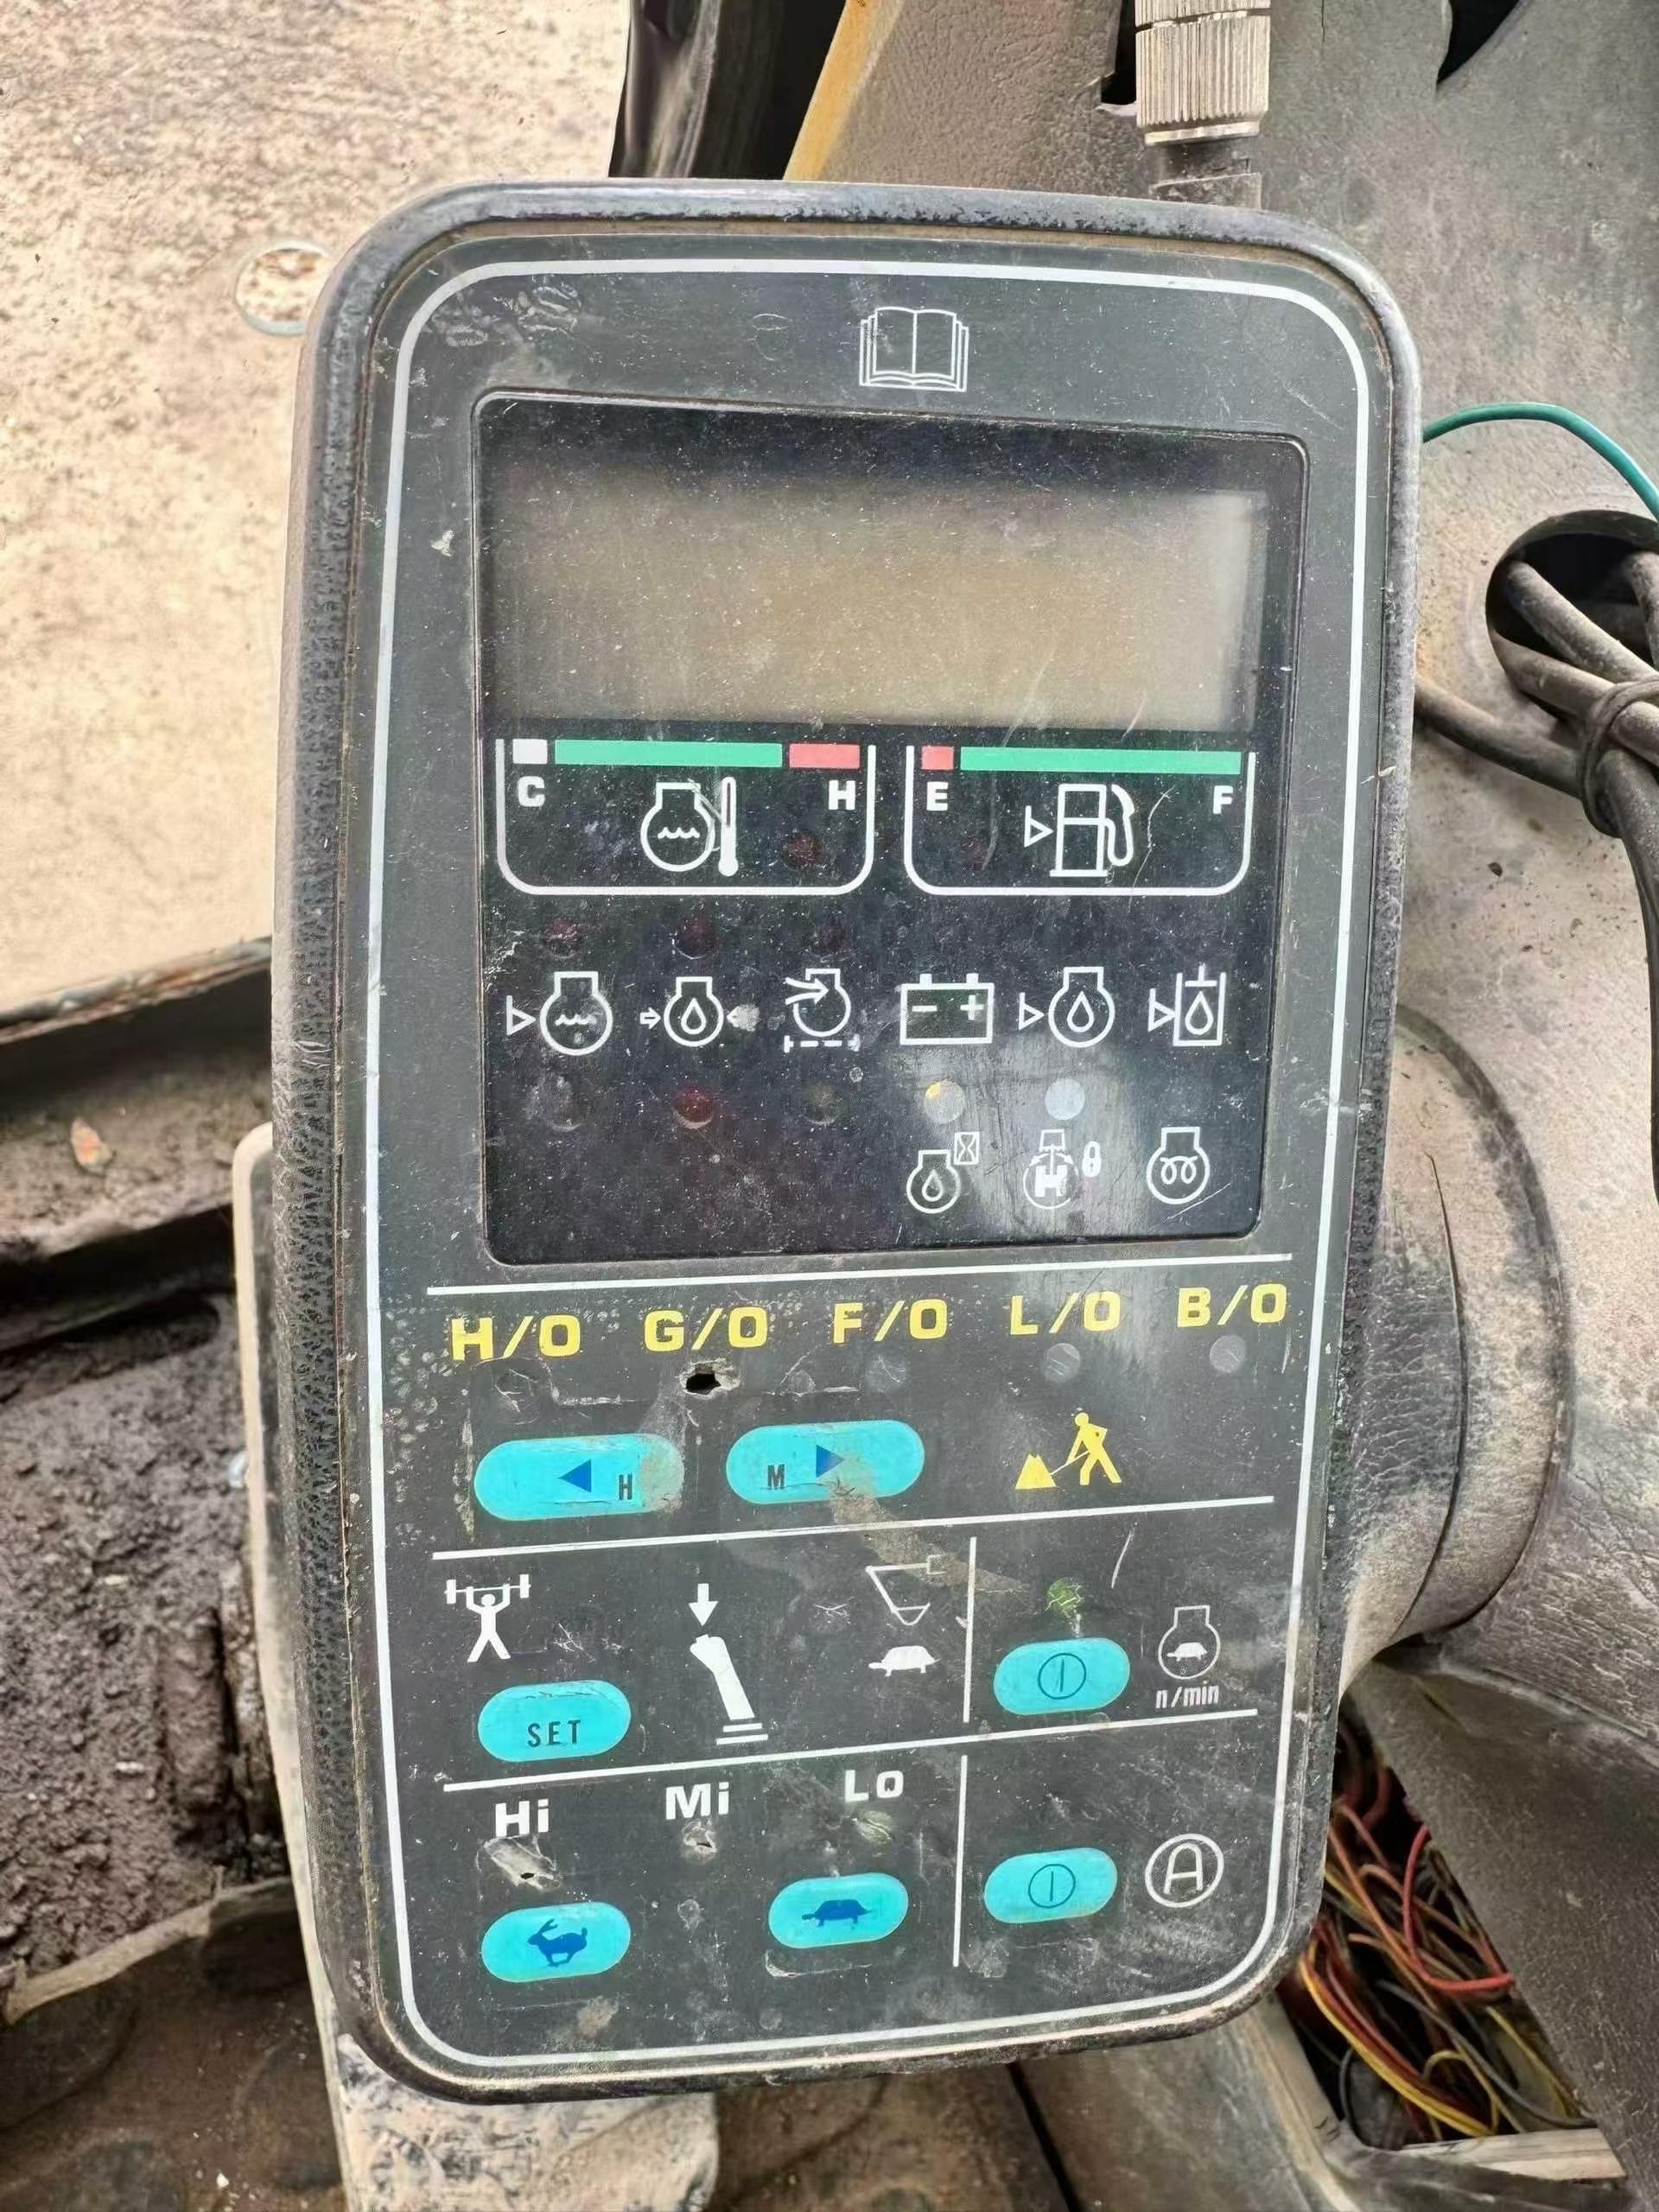 C H E F
- +
H
H/O G/O F/O L/O B/O
H M
SET
n/min
Hi Mi Lo
A